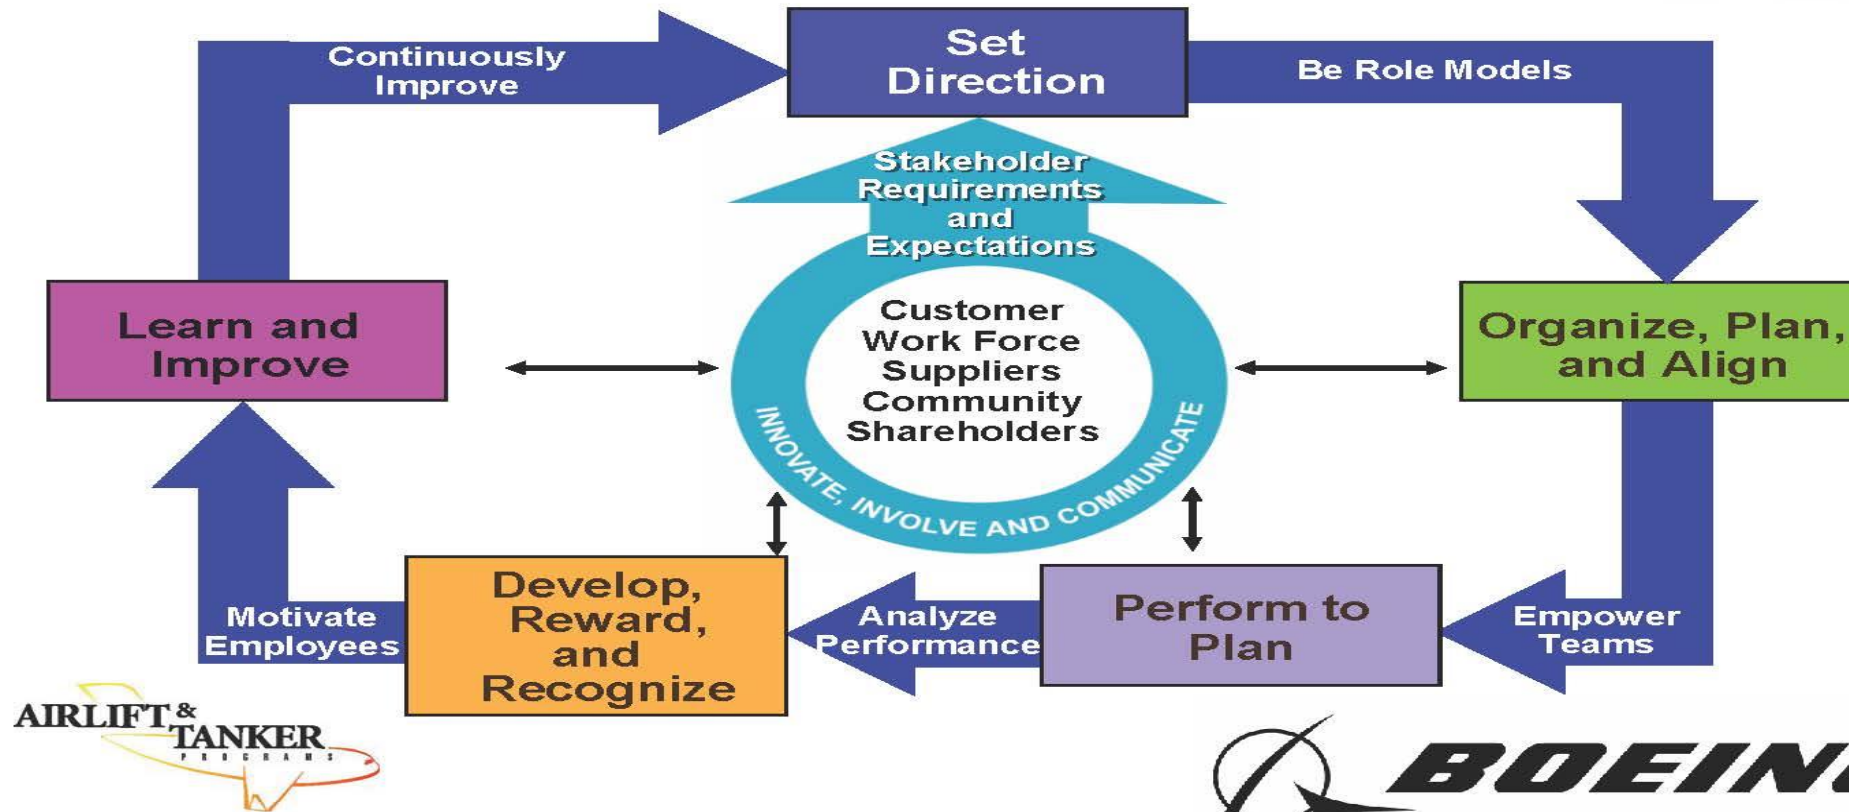 Continuously
Improve
Set
Direction
Be Role Models
Stakeholder
Requirements
and
Expectations
Learn and
Improve
Customer
Work Force
Suppliers
Community
Shareholders
INNOVATE, INVOLVE AND COMMUNICATE
Organize, Plan,
and Align
Motivate
Employees
Develop,
Reward,
and
Recognize
Analyze
Performance
Perform to
Plan
Empower
Teams
AIRLIFT &
TANKER
PROGRAMS
BOEING